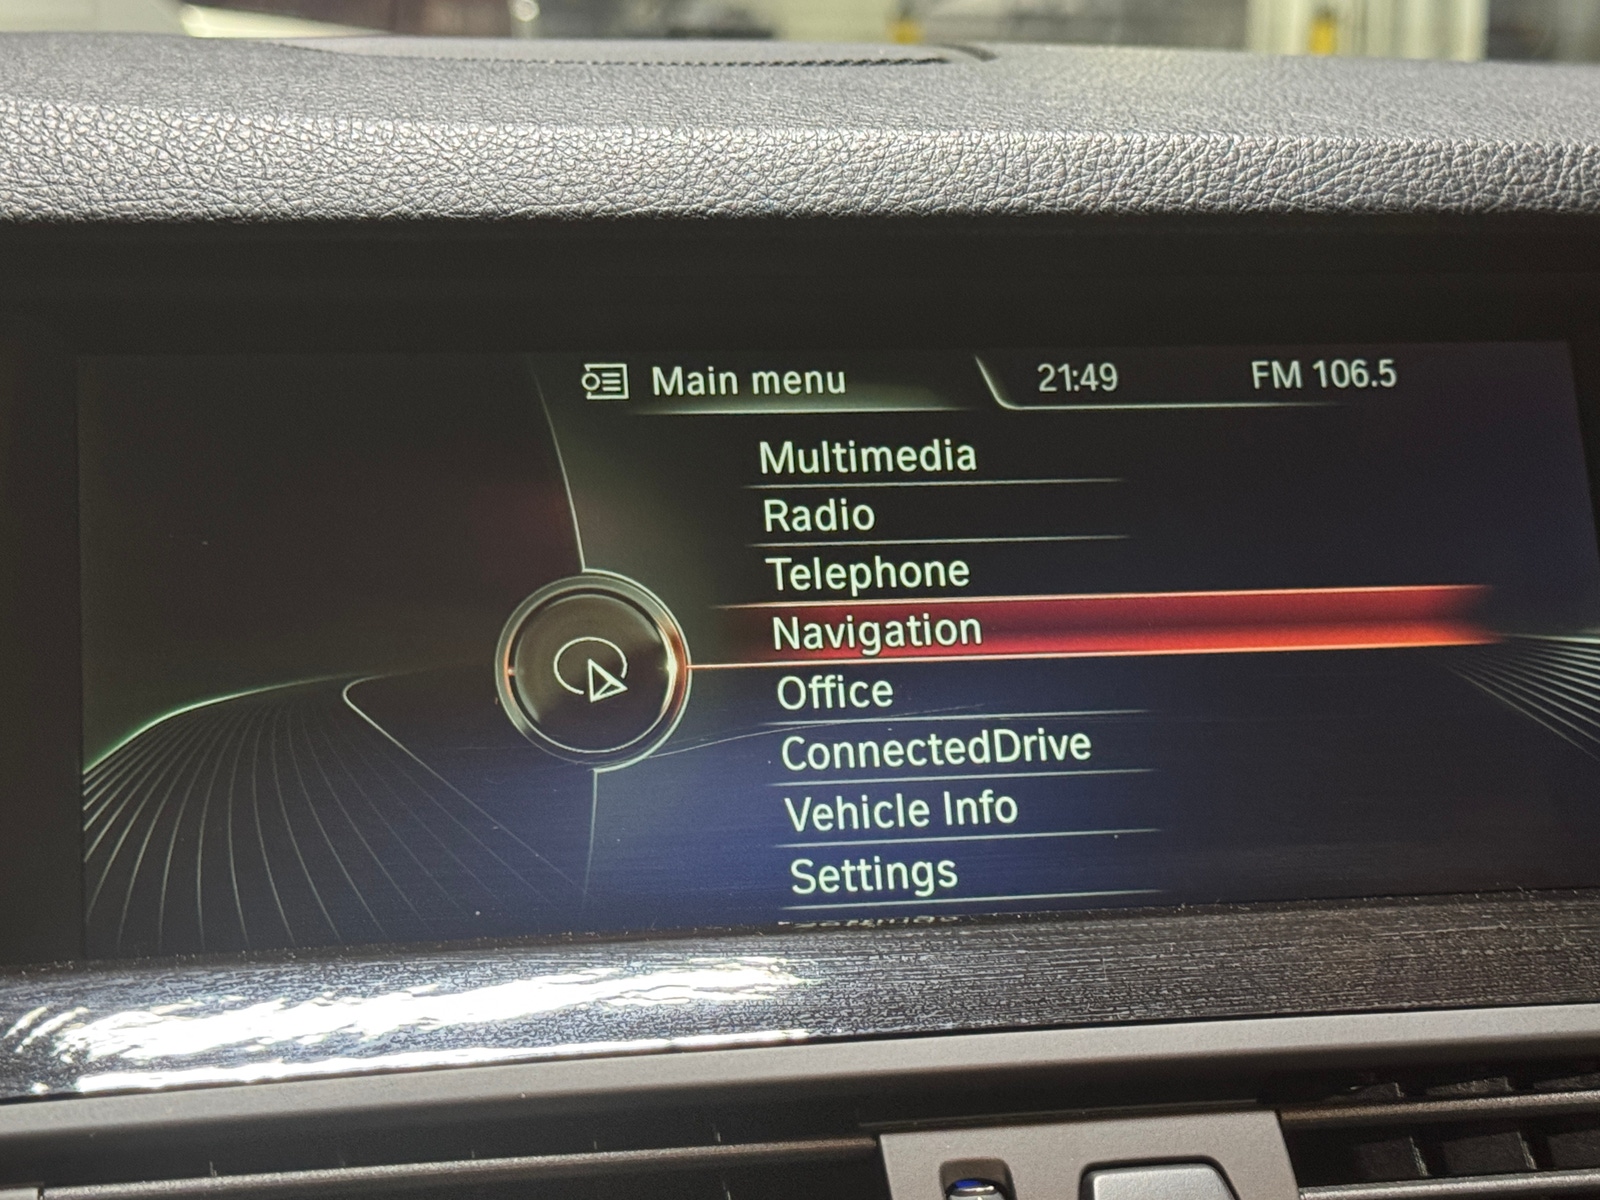 Main menu
21:49
FM 106.5
Multimedia
Radio
Telephone
Navigation
Office
ConnectedDrive
Vehicle Info
Settings